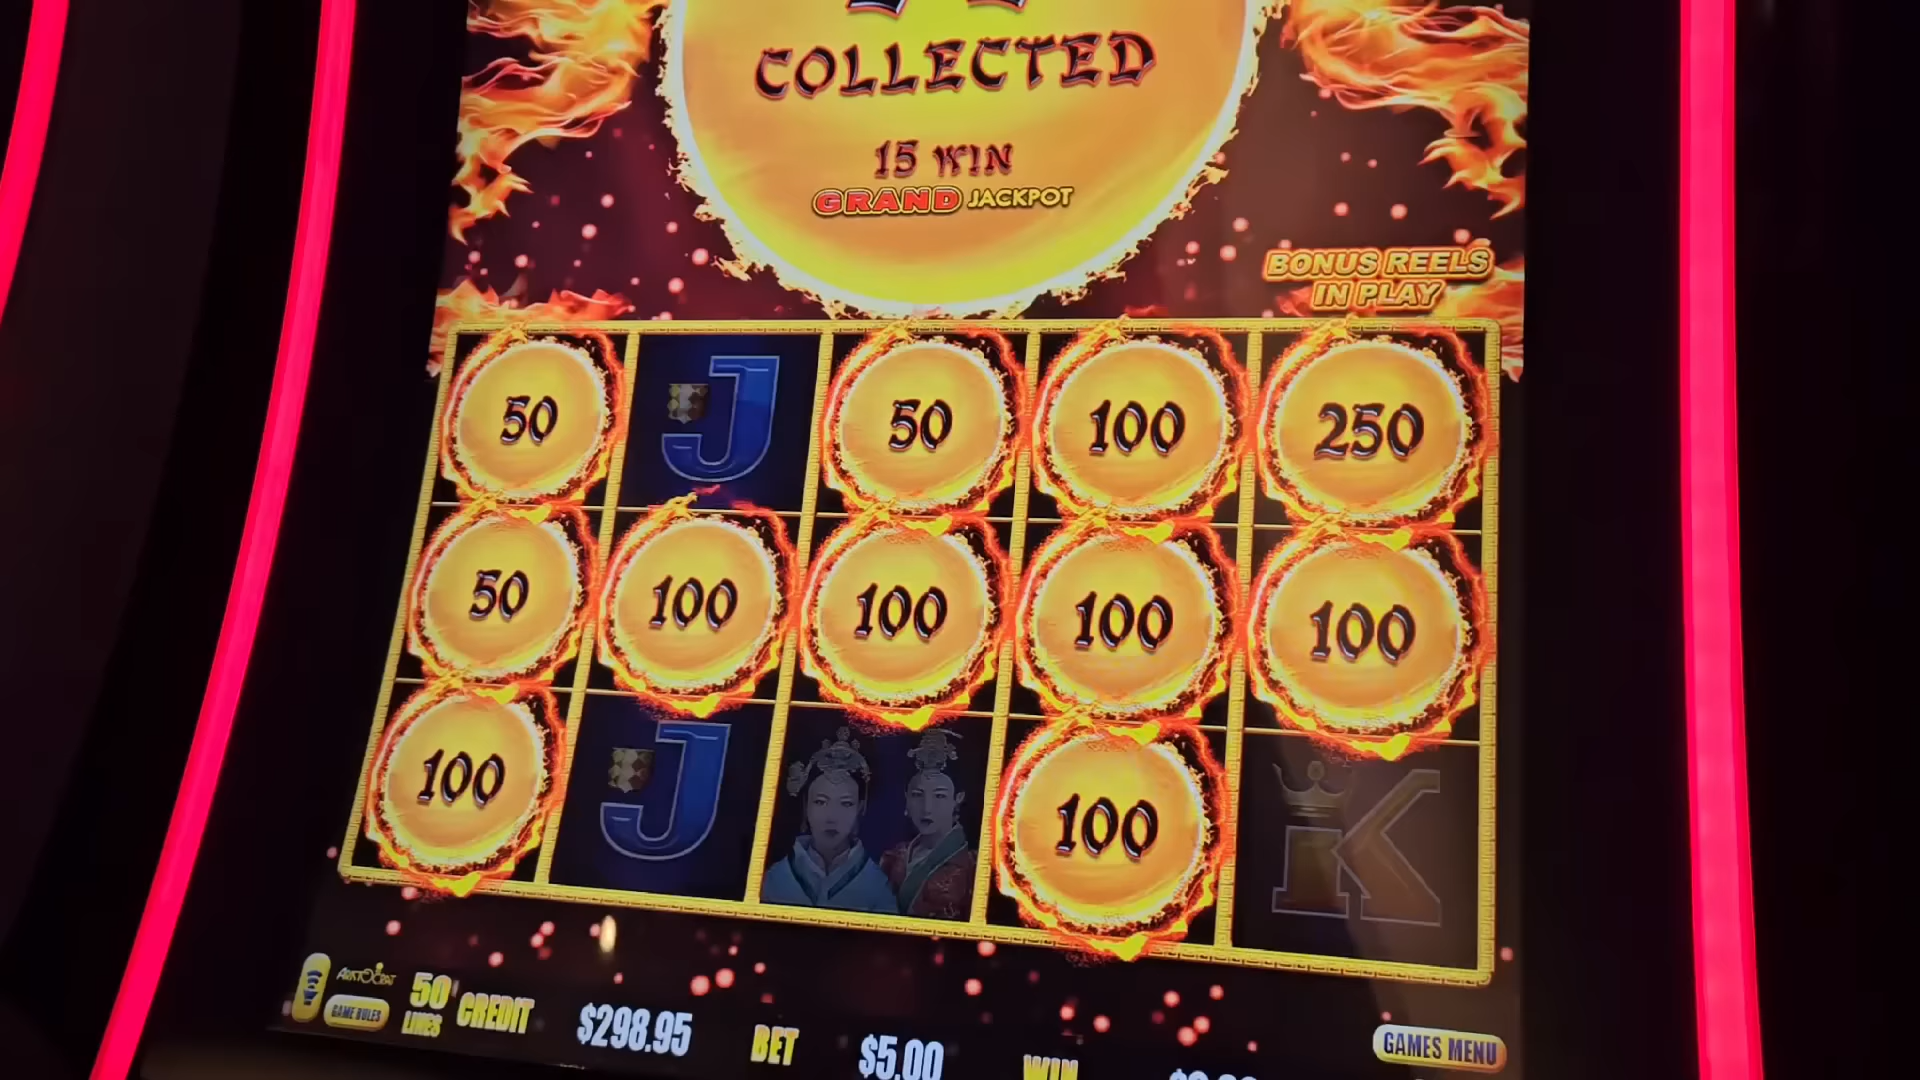 COLLECTED
15 WIN
GRAND JACKPOT
BONUS REELS
IN PLAY
50 J 50 100 250
50 100 100 100 100
100 J 100 K
ARISTOCRAT
GAME RULES
50
LINES
CREDIT $298.95
BET $5.00
WIN
GAMES MENU